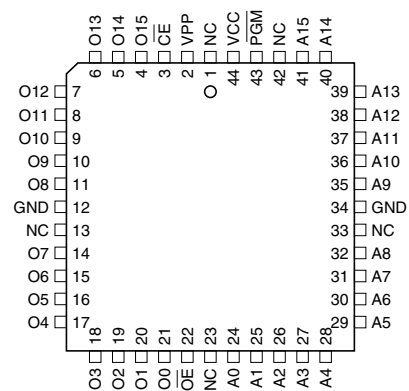 O13 O14 O15 C̅E̅ VPP NC VCC P̅G̅M̅ NC A15 A14
6 5 4 3 2 1 44 43 42 41 40
O12 7 39 A13
O11 8 38 A12
O10 9 37 A11
O9 10 36 A10
O8 11 35 A9
GND 12 34 GND
NC 13 33 NC
O7 14 32 A8
O6 15 31 A7
O5 16 30 A6
O4 17 29 A5
18 19 20 21 22 23 24 25 26 27 28
O3 O2 O1 O0 O̅E̅ NC A0 A1 A2 A3 A4